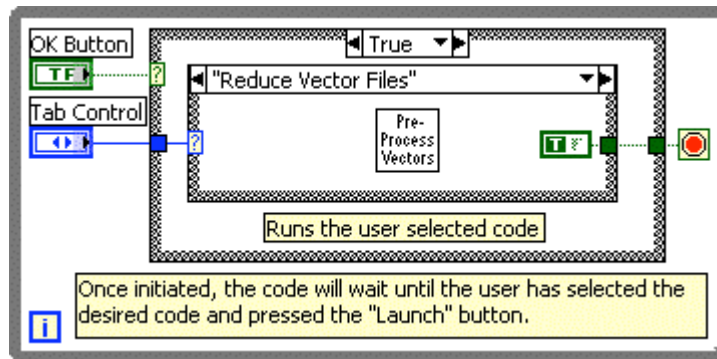 OK Button
True
TF
?
"Reduce Vector Files"
Tab Control
Pre-
Process
Vectors
?
T F
Runs the user selected code
Once initiated, the code will wait until the user has selected the
desired code and pressed the "Launch" button.
i